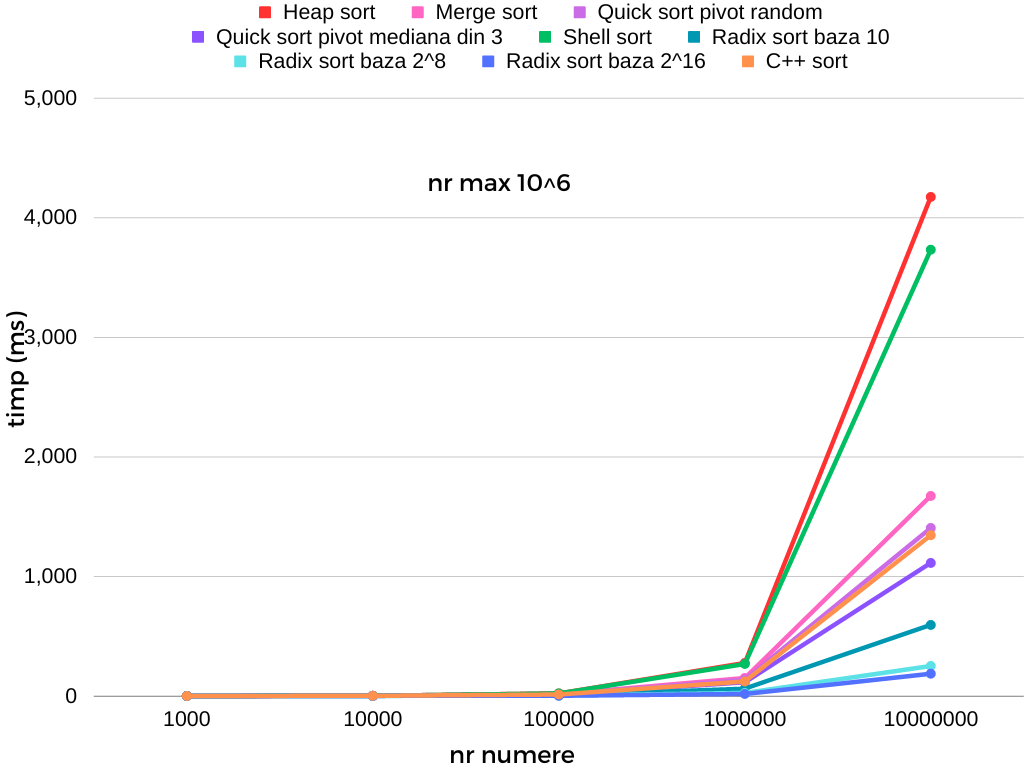 Heap sort Merge sort Quick sort pivot random
Quick sort pivot mediana din 3 Shell sort Radix sort baza 10
Radix sort baza 2^8 Radix sort baza 2^16 C++ sort
5,000
nr max 10^6
4,000
3,000
timp (ms)
2,000
1,000
0
1000 10000 100000 1000000 10000000
nr numere